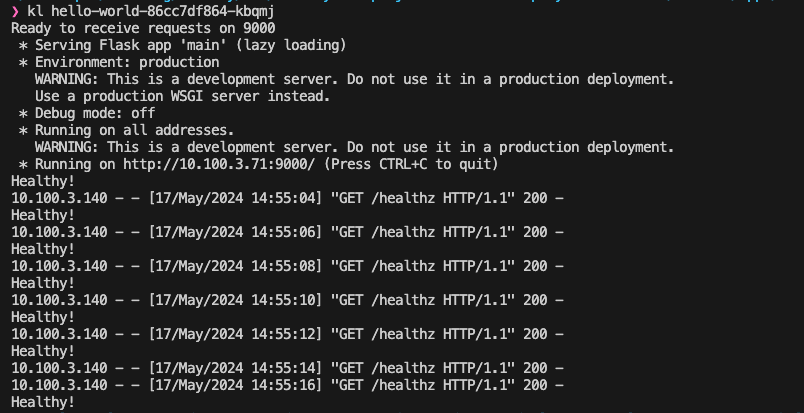 ❯ kl hello-world-86cc7df864-kbqmj
Ready to receive requests on 9000
 * Serving Flask app 'main' (lazy loading)
 * Environment: production
   WARNING: This is a development server. Do not use it in a production deployment.
   Use a production WSGI server instead.
 * Debug mode: off
 * Running on all addresses.
   WARNING: This is a development server. Do not use it in a production deployment.
 * Running on http://10.100.3.71:9000/ (Press CTRL+C to quit)
Healthy!
10.100.3.140 - - [17/May/2024 14:55:04] "GET /healthz HTTP/1.1" 200 -
Healthy!
10.100.3.140 - - [17/May/2024 14:55:06] "GET /healthz HTTP/1.1" 200 -
Healthy!
10.100.3.140 - - [17/May/2024 14:55:08] "GET /healthz HTTP/1.1" 200 -
Healthy!
10.100.3.140 - - [17/May/2024 14:55:10] "GET /healthz HTTP/1.1" 200 -
Healthy!
10.100.3.140 - - [17/May/2024 14:55:12] "GET /healthz HTTP/1.1" 200 -
Healthy!
10.100.3.140 - - [17/May/2024 14:55:14] "GET /healthz HTTP/1.1" 200 -
10.100.3.140 - - [17/May/2024 14:55:16] "GET /healthz HTTP/1.1" 200 -
Healthy!